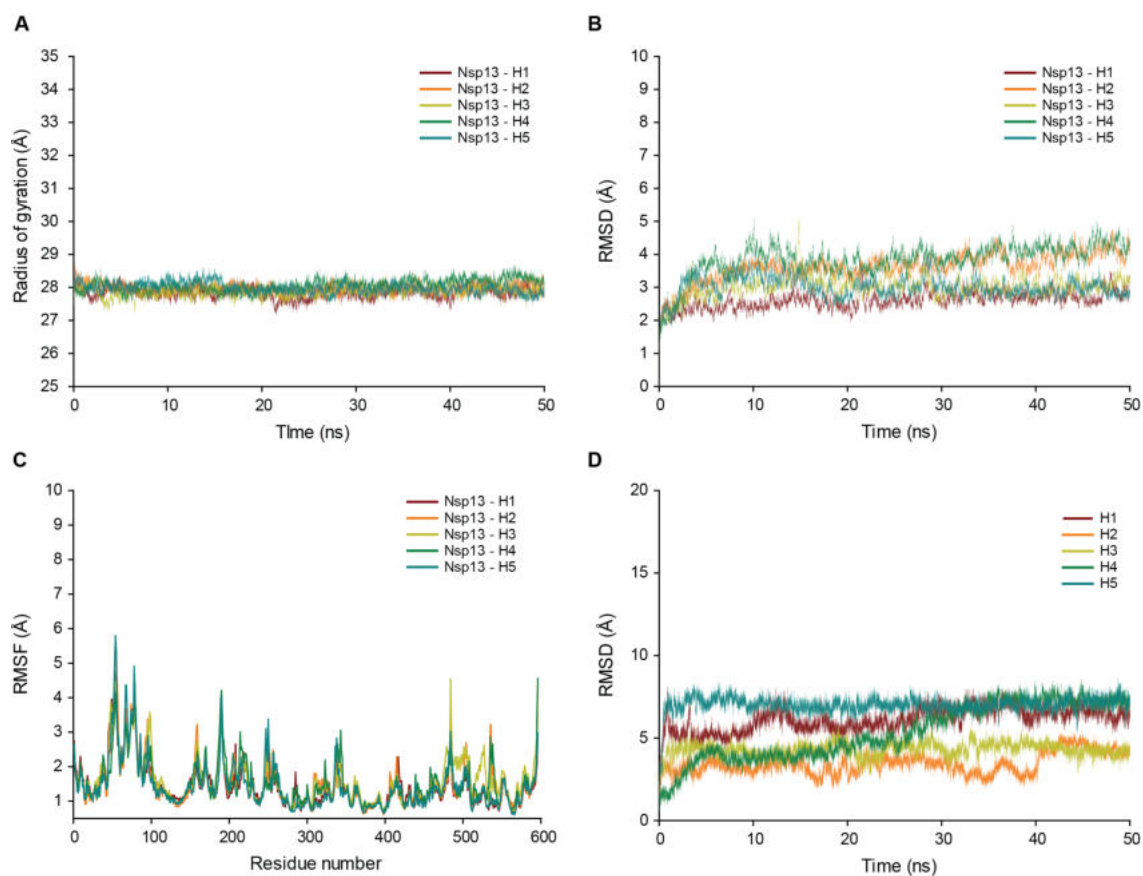 A
35
34
33
32
31
30
29
28
27
26
25
Radius of gyration (Å)
Nsp13 - H1
Nsp13 - H2
Nsp13 - H3
Nsp13 - H4
Nsp13 - H5
0 10 20 30 40 50
TIme (ns)
B
10
9
8
7
6
5
4
3
2
1
0
RMSD (Å)
Nsp13 - H1
Nsp13 - H2
Nsp13 - H3
Nsp13 - H4
Nsp13 - H5
0 10 20 30 40 50
Time (ns)
C
10
9
8
7
6
5
4
3
2
1
RMSF (Å)
Nsp13 - H1
Nsp13 - H2
Nsp13 - H3
Nsp13 - H4
Nsp13 - H5
0 100 200 300 400 500 600
Residue number
D
20
15
10
5
0
RMSD (Å)
H1
H2
H3
H4
H5
0 10 20 30 40 50
Time (ns)